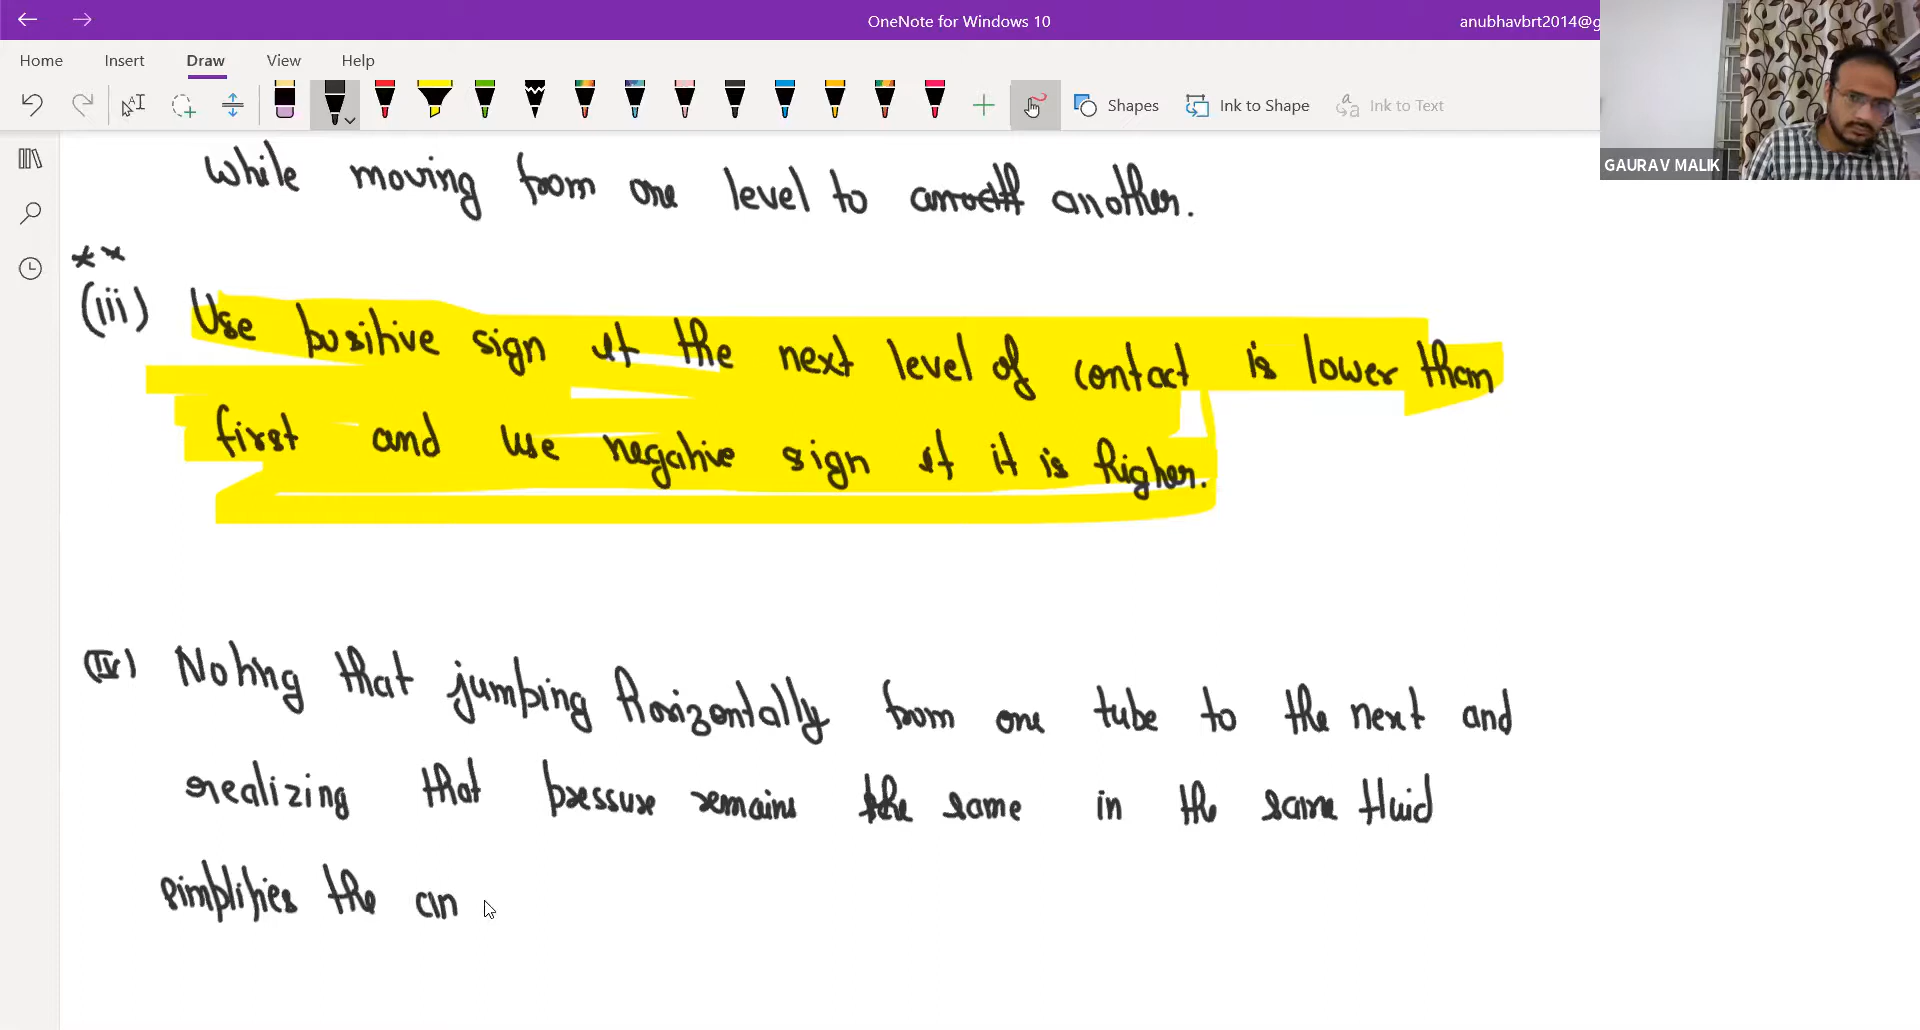 OneNote for Windows 10
anubhavbrt2014@g
Home Insert Draw View Help
Shapes Ink to Shape Ink to Text
GAURAV MALIK
While moving from one level to another.
**
(iii) Use positive sign if the next level of contact is lower than
first and use negative sign if it is higher.
(iv) Noting that jumping horizontally from one tube to the next and
realizing that pressure remains the same in the same fluid
simplifies the an